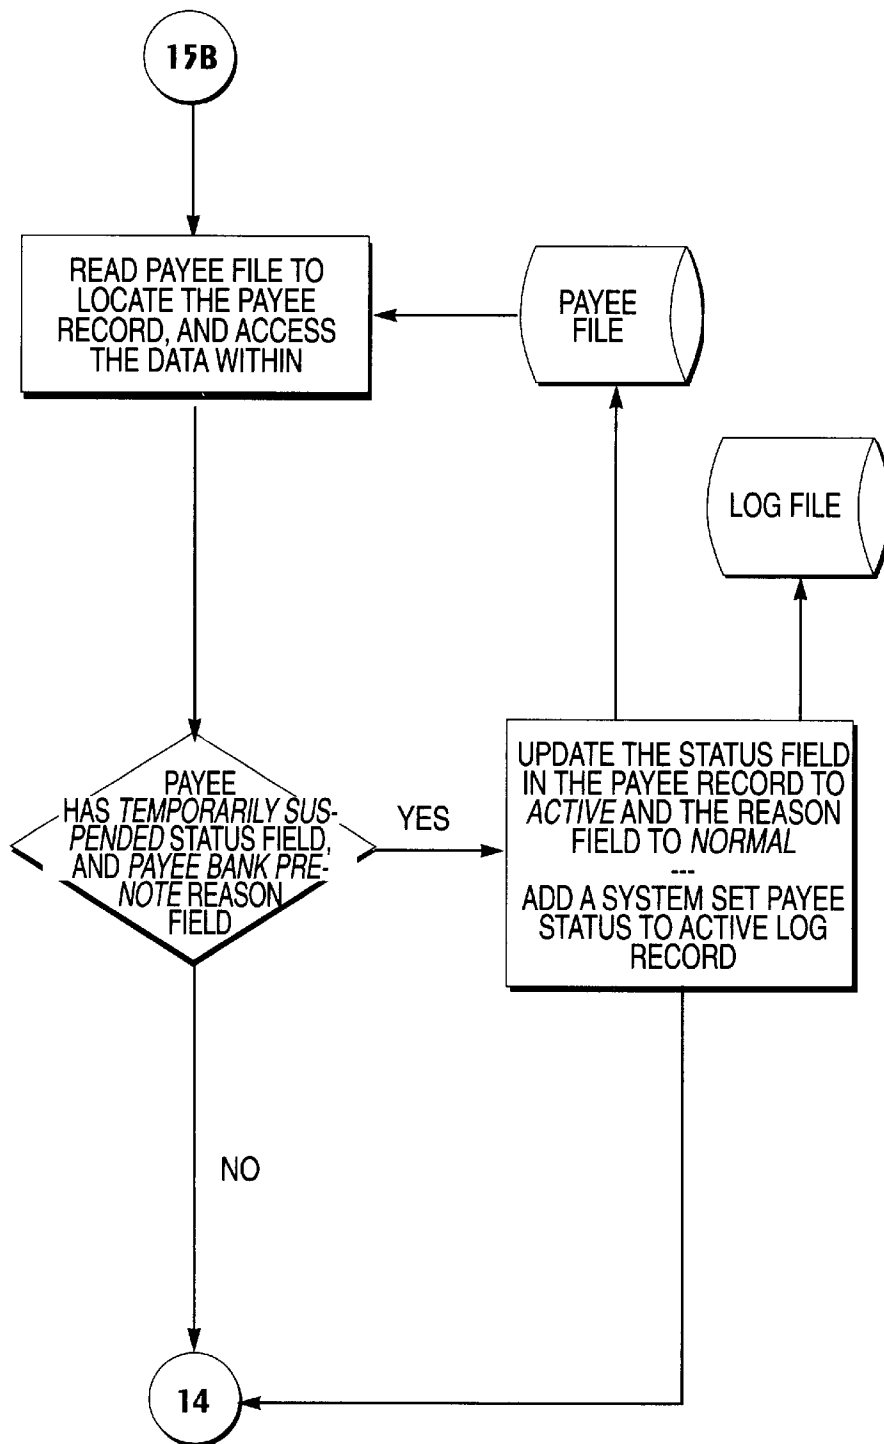 15B
READ PAYEE FILE TO
LOCATE THE PAYEE
RECORD, AND ACCESS
THE DATA WITHIN
PAYEE
FILE
LOG FILE
PAYEE
HAS TEMPORARILY SUS-
PENDED STATUS FIELD,
AND PAYEE BANK PRE-
NOTE REASON
FIELD
YES
UPDATE THE STATUS FIELD
IN THE PAYEE RECORD TO
ACTIVE AND THE REASON
FIELD TO NORMAL
---
ADD A SYSTEM SET PAYEE
STATUS TO ACTIVE LOG
RECORD
NO
14